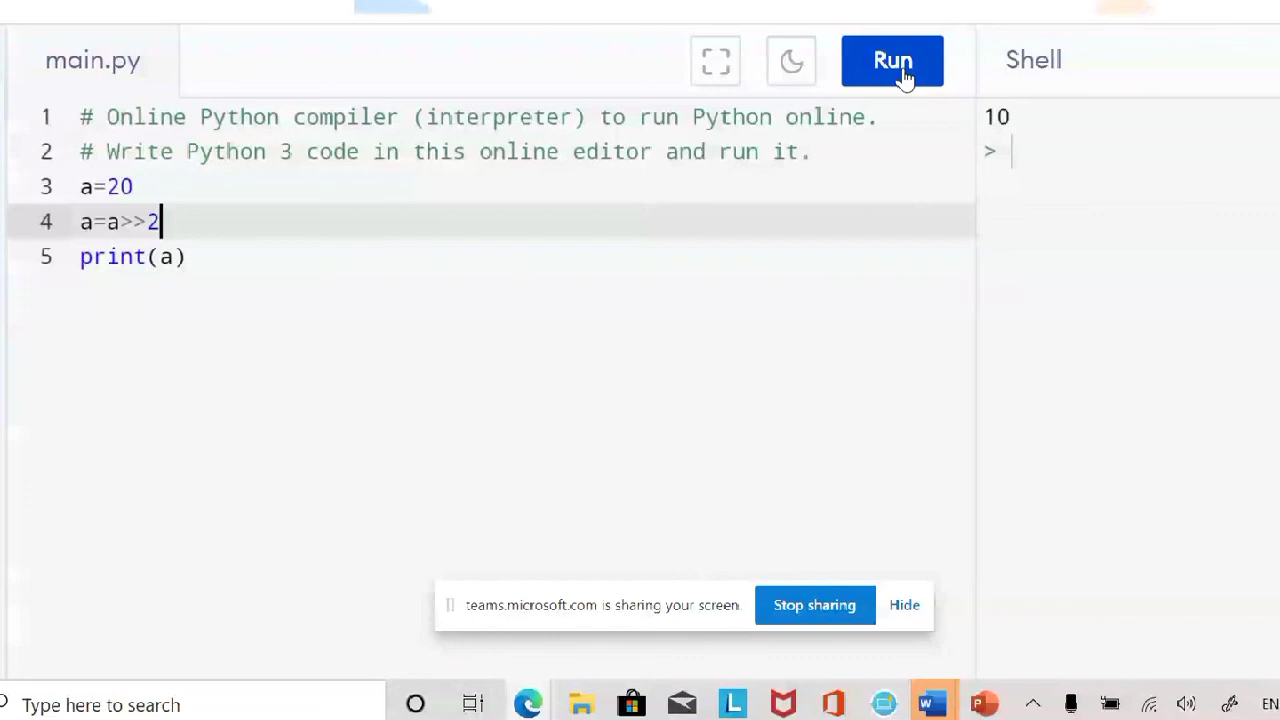 main.py
Run
Shell
1 # Online Python compiler (interpreter) to run Python online.
2 # Write Python 3 code in this online editor and run it.
3 a=20
4 a=a>>2
5 print(a)
10
>
teams.microsoft.com is sharing your screen.
Stop sharing
Hide
Type here to search
EN